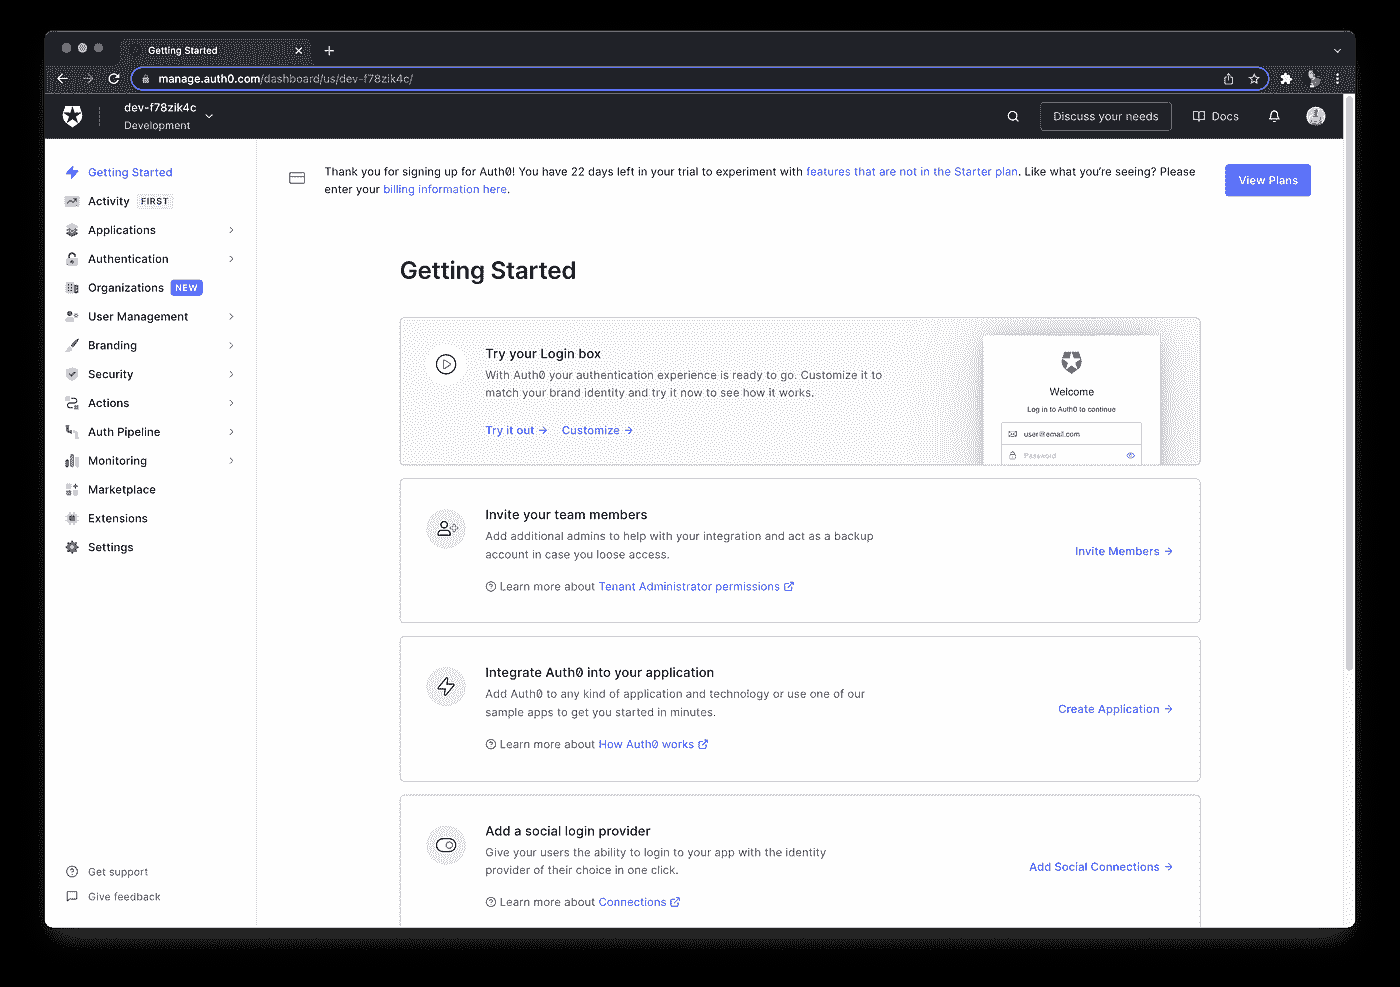 Getting Started
manage.auth0.com/dashboard/us/dev-f78zik4c/
dev-f78zik4c
Development
Discuss your needs
Docs
Getting Started
Activity FIRST
Applications
Authentication
Organizations NEW
User Management
Branding
Security
Actions
Auth Pipeline
Monitoring
Marketplace
Extensions
Settings
Get support
Give feedback
Thank you for signing up for Auth0! You have 22 days left in your trial to experiment with features that are not in the Starter plan. Like what you're seeing? Please
enter your billing information here.
View Plans
Getting Started
Try your Login box
With Auth0 your authentication experience is ready to go. Customize it to
match your brand identity and try it now to see how it works.
Try it out → Customize →
Welcome
Log in to Auth0 to continue
user@email.com
Password
Invite your team members
Add additional admins to help with your integration and act as a backup
account in case you loose access.
Learn more about Tenant Administrator permissions
Invite Members →
Integrate Auth0 into your application
Add Auth0 to any kind of application and technology or use one of our
sample apps to get you started in minutes.
Learn more about How Auth0 works
Create Application →
Add a social login provider
Give your users the ability to login to your app with the identity
provider of their choice in one click.
Learn more about Connections
Add Social Connections →